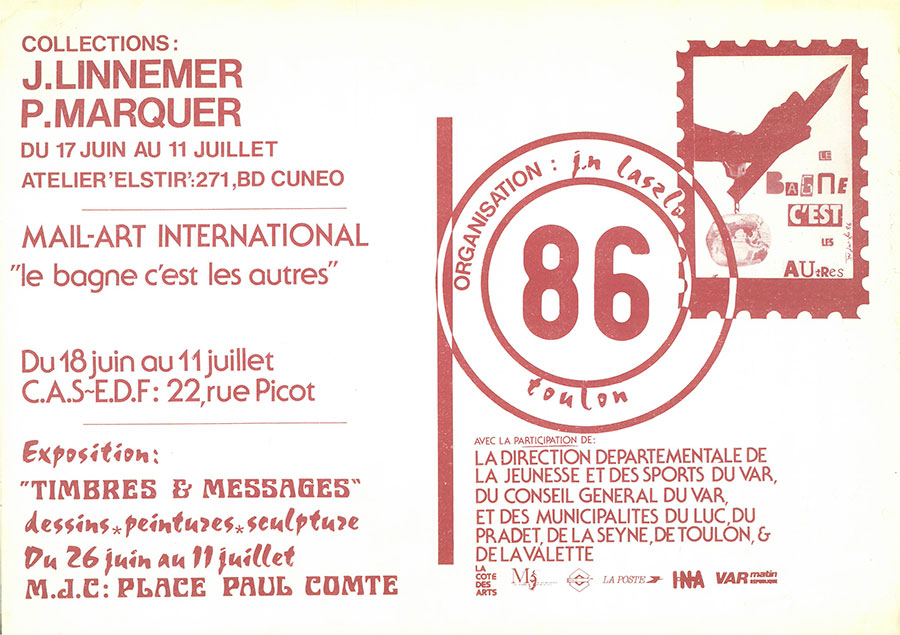 COLLECTIONS:
J.LINNEMER
P.MARQUER
DU 17 JUIN AU 11 JUILLET
ATELIER'ELSTIR':271,BD CUNEO
MAIL-ART INTERNATIONAL
"le bagne c'est les autres"
Du 18 juin au 11 juillet
C.A.S~E.D.F: 22,rue Picot
Exposition:
"TIMBRES & MESSAGES"
dessins*peintures*sculpture
Du 26 juin au 11 juillet
M.J.C: PLACE PAUL COMTE
ORGANISATION: jn laszlo
86
toulon
LE
BAGNE
C'EST
LES
AUtRes
AVEC LA PARTICIPATION DE:
LA DIRECTION DEPARTEMENTALE DE
LA JEUNESSE ET DES SPORTS DU VAR,
DU CONSEIL GENERAL DU VAR,
ET DES MUNICIPALITES DU LUC, DU
PRADET, DE LA SEYNE, DE TOULON, &
DE LA VALETTE
LA
COTE
DES
ARTS
LA POSTE
VAR matin
REPUBLIQUE